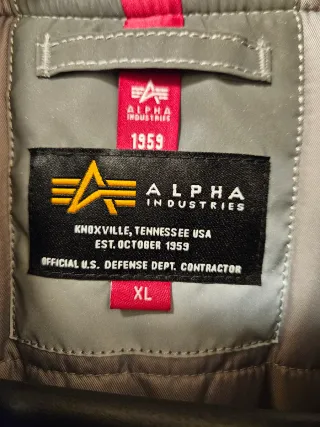 ALPHA
INDUSTRIES
1959
ALPHA
INDUSTRIES
KNOXVILLE, TENNESSEE USA
EST. OCTOBER 1959
OFFICIAL U.S. DEFENSE DEPT. CONTRACTOR
XL